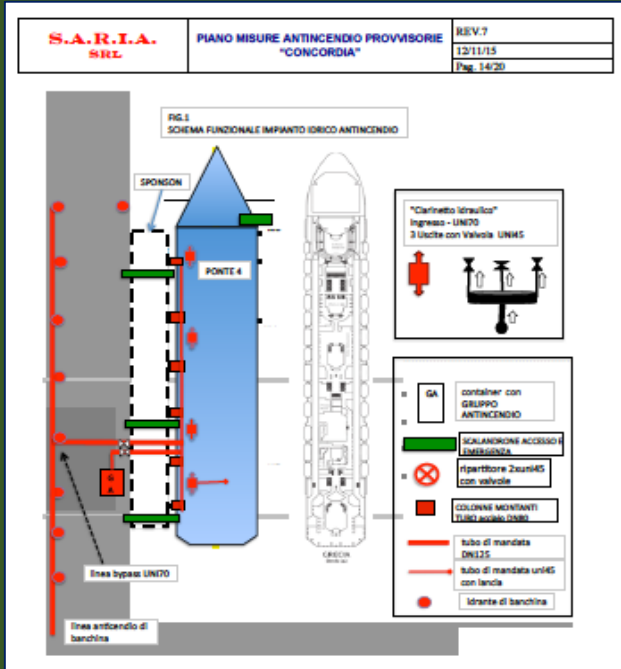 S.A.R.I.A.
SRL
PIANO MISURE ANTINCENDIO PROVVISORIE
"CONCORDIA"
REV.7
12/11/15
Pag. 14/20
FIG.1
SCHEMA FUNZIONALE IMPIANTO IDRICO ANTINCENDIO
SPONSON
PONTE 4
"Clarinetto idraulico"
Ingresso - UNI70
3 Uscite con Valvola UNI45
GA
container con
GRUPPO
ANTINCENDIO
SCALANDRONE ACCESSO E
EMERGENZA
ripartitore 2xuni45
con valvole
COLONNE MONTANTI
TUBO acciaio DN80
tubo di mandata
DN125
tubo di mandata uni45
con lancia
Idrante di banchina
G
A
linea bypass UNI70
linea anticendio di
banchina
GRECIA